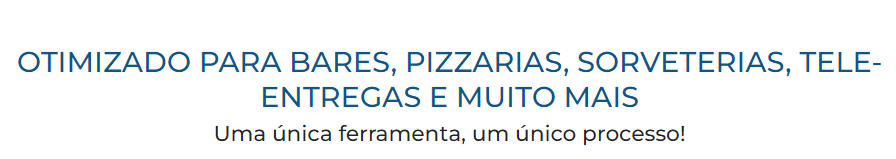 OTIMIZADO PARA BARES, PIZZARIAS, SORVETERIAS, TELE-
ENTREGAS E MUITO MAIS
Uma única ferramenta, um único processo!